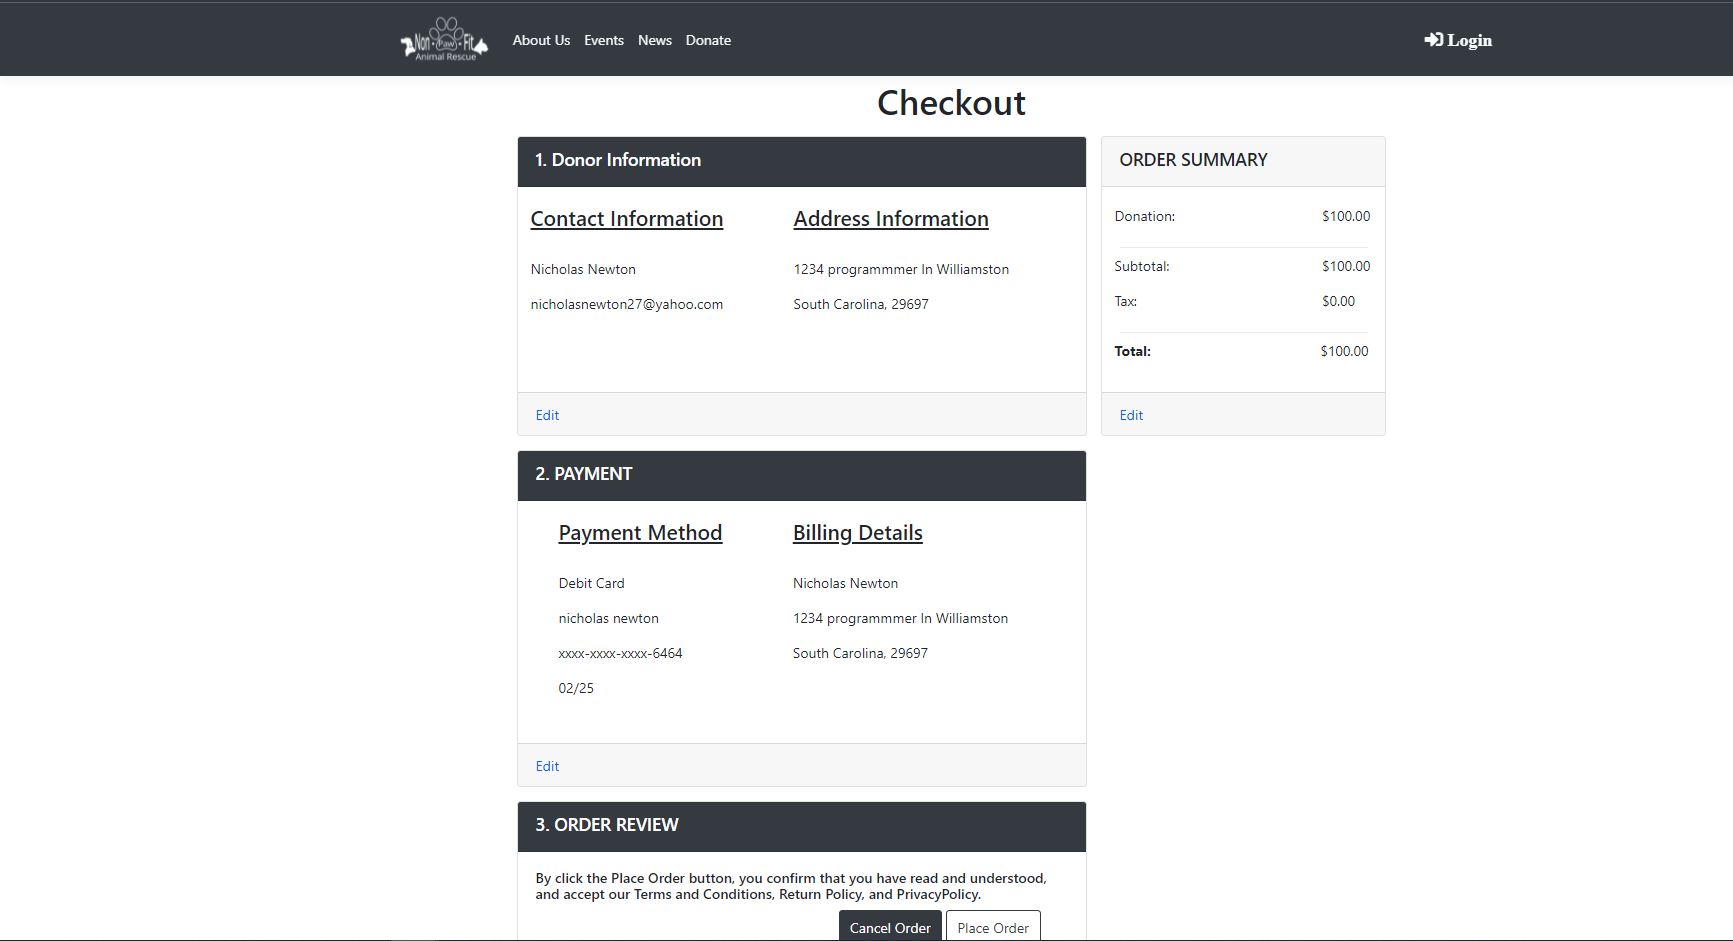 Non Paw Fit
Animal Rescue
About Us Events News Donate
Login
Checkout
1. Donor Information
Contact Information
Address Information
Nicholas Newton
1234 programmmer ln Williamston
nicholasnewton27@yahoo.com
South Carolina, 29697
Edit
ORDER SUMMARY
Donation: $100.00
Subtotal: $100.00
Tax: $0.00
Total: $100.00
Edit
2. PAYMENT
Payment Method
Billing Details
Debit Card
Nicholas Newton
nicholas newton
1234 programmmer ln Williamston
xxxx-xxxx-xxxx-6464
South Carolina, 29697
02/25
Edit
3. ORDER REVIEW
By click the Place Order button, you confirm that you have read and understood,
and accept our Terms and Conditions, Return Policy, and PrivacyPolicy.
Cancel Order Place Order